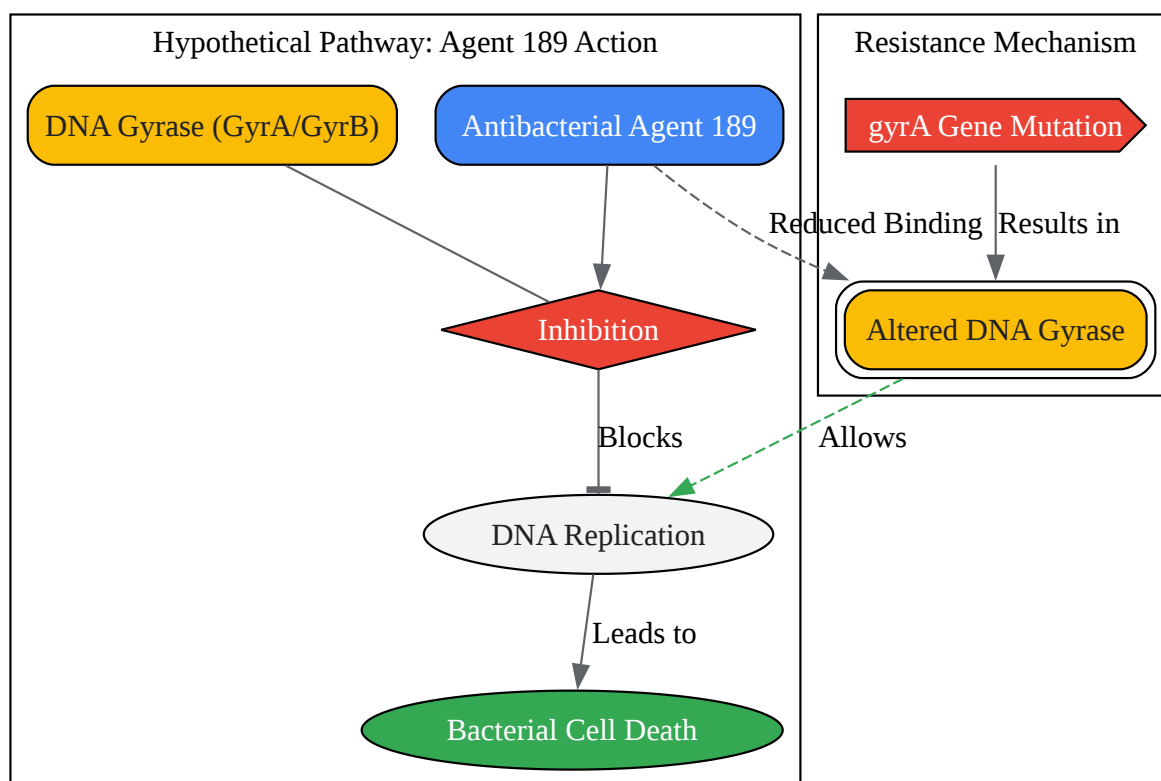 Hypothetical Pathway: Agent 189 Action
Resistance Mechanism
DNA Gyrase (GyrA/GyrB)
Antibacterial Agent 189
gyrA Gene Mutation
Reduced Binding
Results in
Inhibition
Altered DNA Gyrase
Blocks
Allows
DNA Replication
Leads to
Bacterial Cell Death